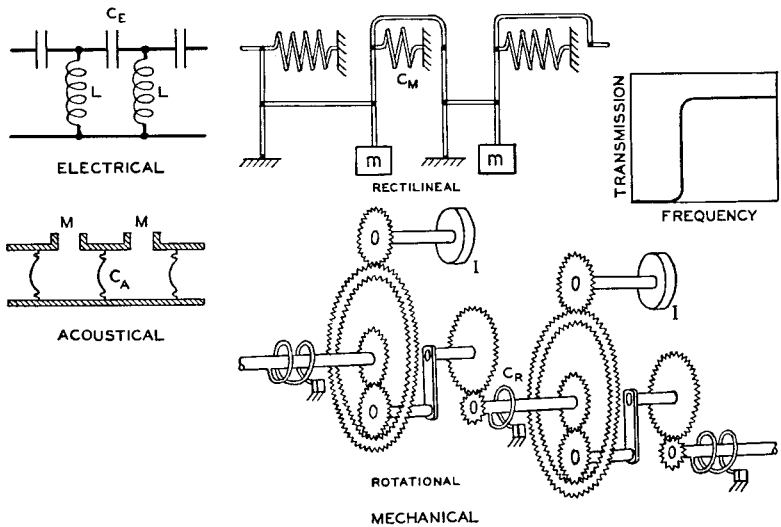 C_E
L
L
ELECTRICAL
C_M
m
m
RECTILINEAL
TRANSMISSION
FREQUENCY
M
M
C_A
ACOUSTICAL
I
I
C_R
ROTATIONAL
MECHANICAL